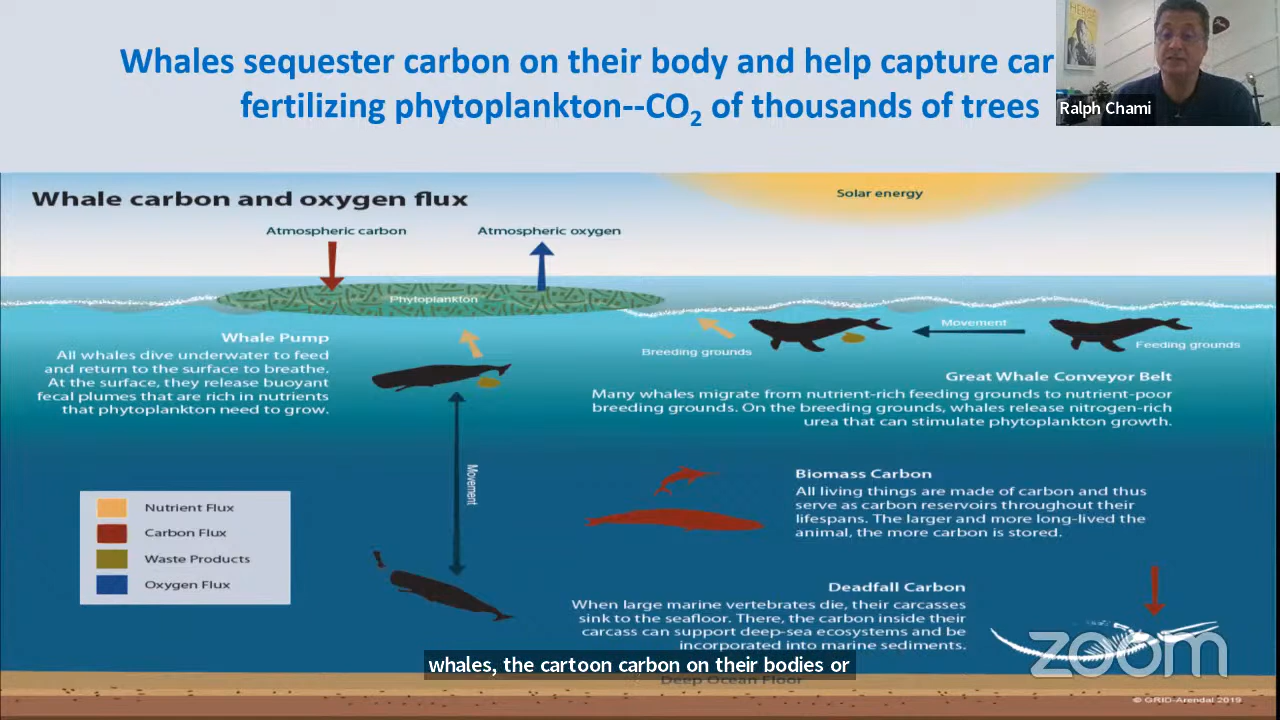 Whales sequester carbon on their body and help capture car
fertilizing phytoplankton--CO₂ of thousands of trees
Ralph Chami
Whale carbon and oxygen flux
Solar energy
Atmospheric carbon
Atmospheric oxygen
Phytoplankton
Whale Pump
All whales dive underwater to feed
and return to the surface to breathe.
At the surface, they release buoyant
fecal plumes that are rich in nutrients
that phytoplankton need to grow.
Movement
Breeding grounds
Movement
Feeding grounds
Great Whale Conveyor Belt
Many whales migrate from nutrient-rich feeding grounds to nutrient-poor
breeding grounds. On the breeding grounds, whales release nitrogen-rich
urea that can stimulate phytoplankton growth.
Biomass Carbon
All living things are made of carbon and thus
serve as carbon reservoirs throughout their
lifespans. The larger and more long-lived the
animal, the more carbon is stored.
Nutrient Flux
Carbon Flux
Waste Products
Oxygen Flux
Deadfall Carbon
When large marine vertebrates die, their carcasses
sink to the seafloor. There, the carbon inside their
carcass can support deep-sea ecosystems and be
incorporated into marine sediments.
zoom
whales, the cartoon carbon on their bodies or
Deep Ocean Floor
© GRID-Arendal 2019